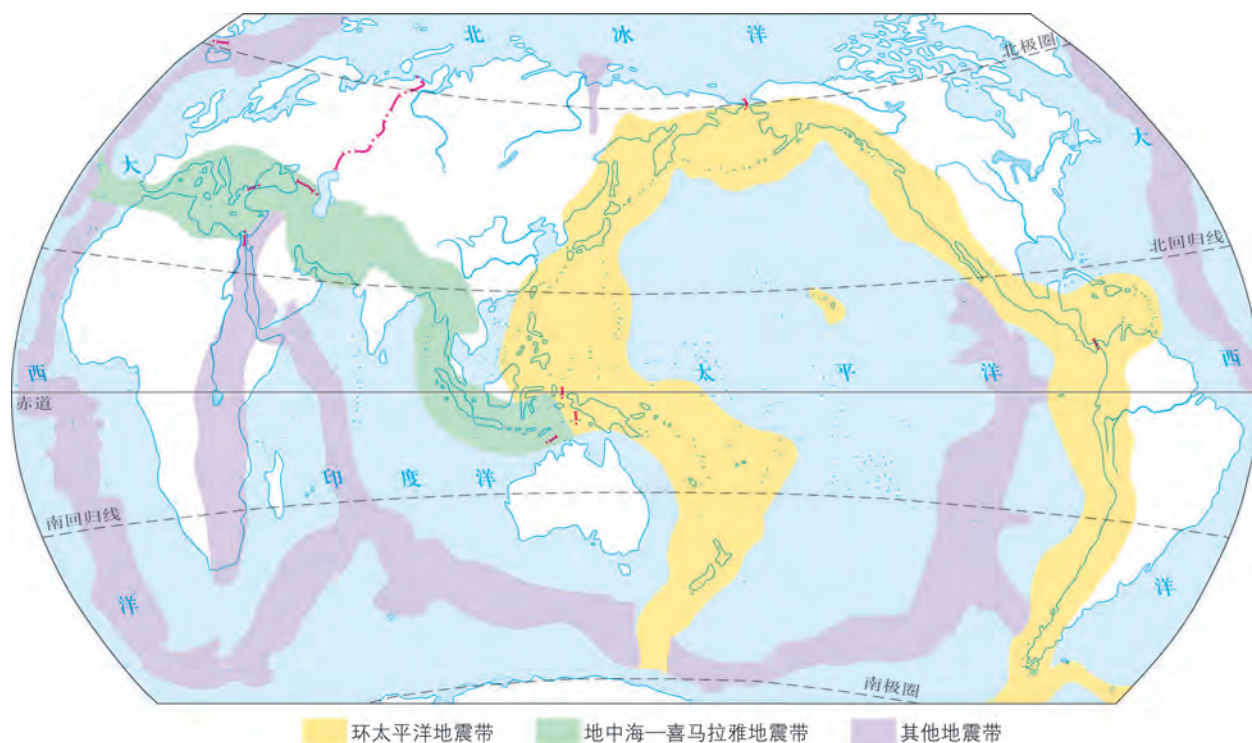 北冰洋
北极圈
大
大
北回归线
西
太平洋
西
赤道
印度洋
南回归线
洋
洋
南极圈
环太平洋地震带
地中海—喜马拉雅地震带
其他地震带